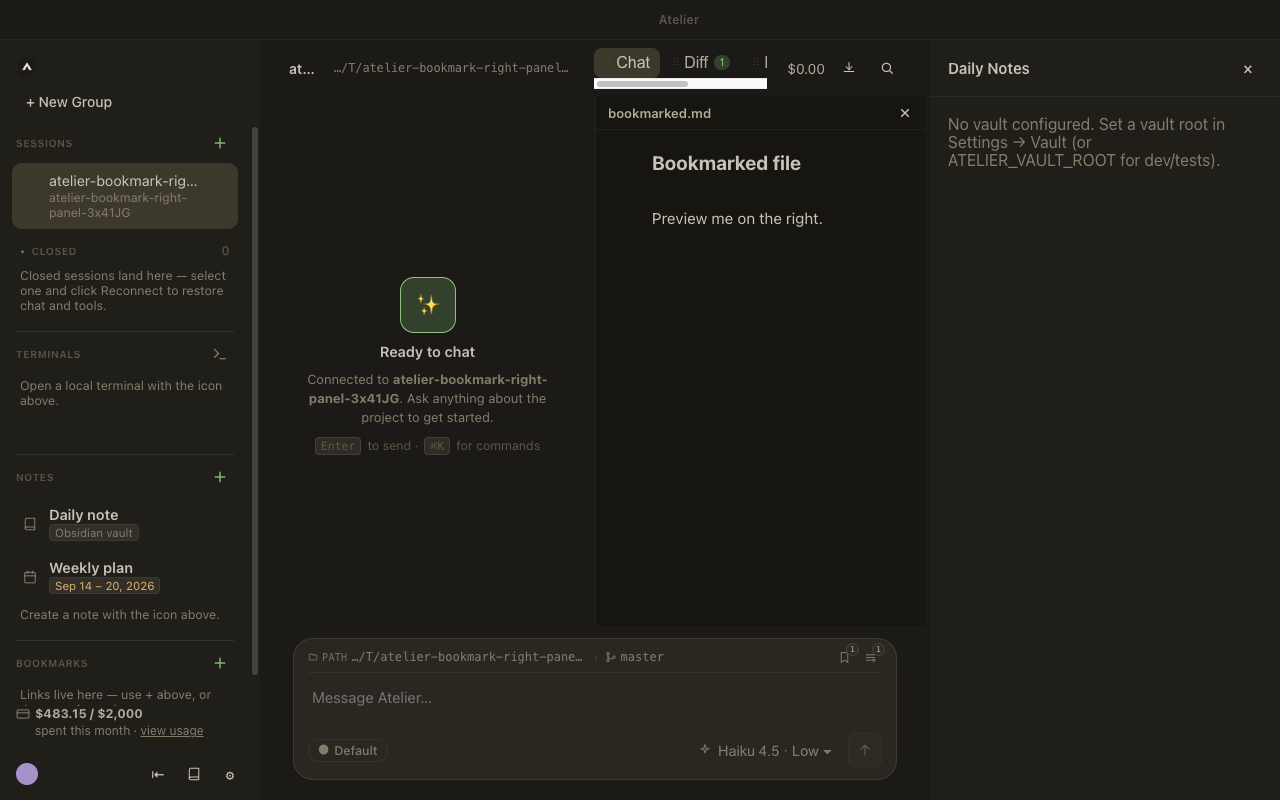 Atelier
+ New Group
SESSIONS
atelier-bookmark-rig…
atelier-bookmark-right-
panel-3x41JG
CLOSED 0
Closed sessions land here — select
one and click Reconnect to restore
chat and tools.
TERMINALS
Open a local terminal with the icon
above.
NOTES
Daily note
Obsidian vault
Weekly plan
Sep 14 – 20, 2026
Create a note with the icon above.
BOOKMARKS
Links live here — use + above, or
$483.15 / $2,000
spent this month · view usage
at… …/T/atelier-bookmark-right-panel…
Chat Diff 1
$0.00
bookmarked.md
Bookmarked file
Preview me on the right.
Ready to chat
Connected to atelier-bookmark-right-
panel-3x41JG. Ask anything about the
project to get started.
Enter to send · ⌘K for commands
PATH …/T/atelier-bookmark-right-pane… › master 1 1
Message Atelier…
Default
Haiku 4.5 · Low
Daily Notes
No vault configured. Set a vault root in
Settings → Vault (or
ATELIER_VAULT_ROOT for dev/tests).